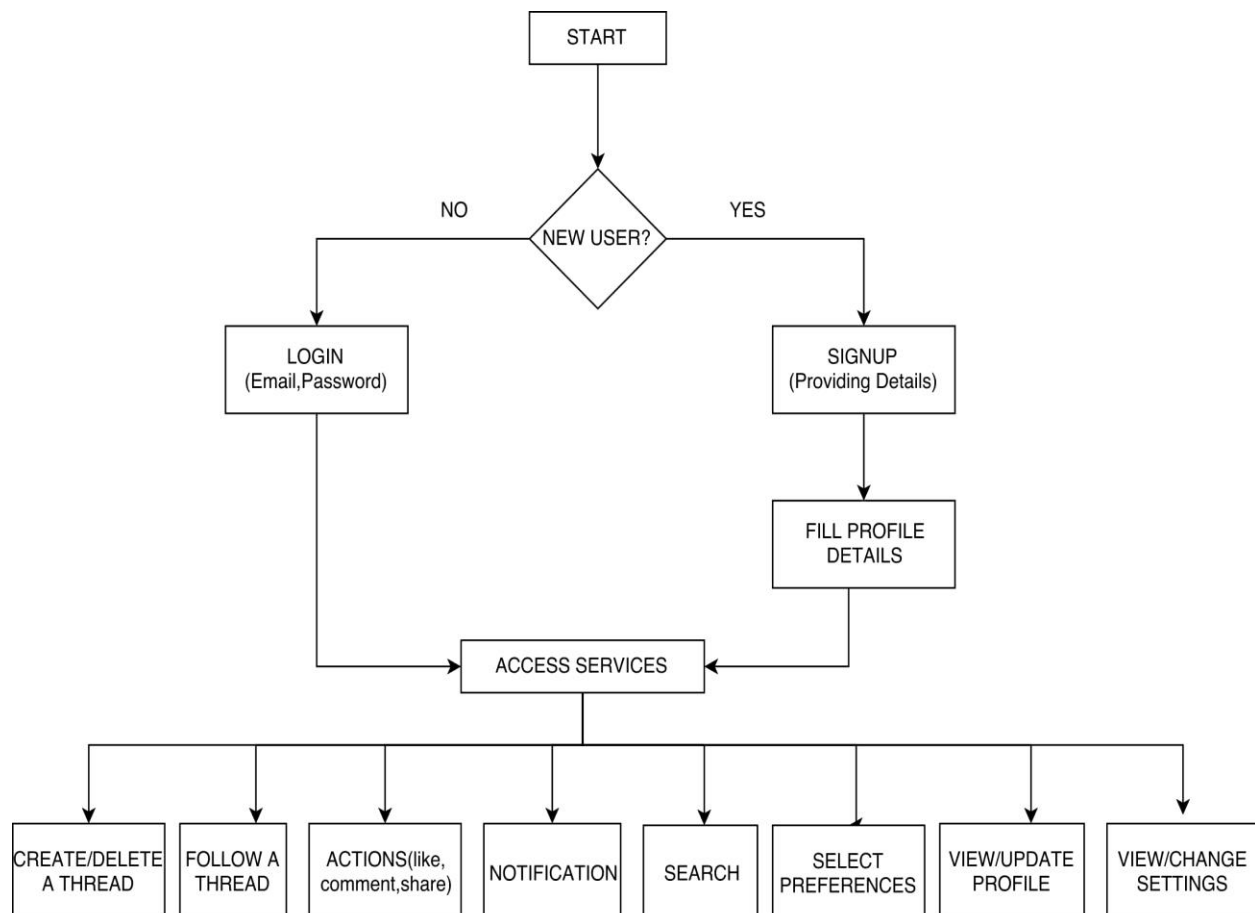 START
NO
YES
NEW USER?
LOGIN
(Email,Password)
SIGNUP
(Providing Details)
FILL PROFILE
DETAILS
ACCESS SERVICES
CREATE/DELETE
A THREAD
FOLLOW A
THREAD
ACTIONS(like,
comment,share)
NOTIFICATION
SEARCH
SELECT
PREFERENCES
VIEW/UPDATE
PROFILE
VIEW/CHANGE
SETTINGS